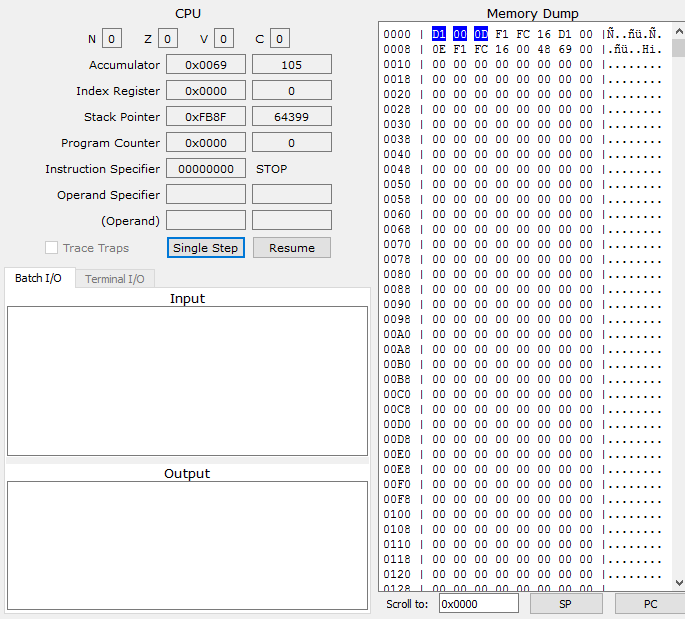 CPU
N 0 Z 0 V 0 C 0
Accumulator 0x0069 105
Index Register 0x0000 0
Stack Pointer 0xFB8F 64399
Program Counter 0x0000 0
Instruction Specifier 00000000 STOP
Operand Specifier
(Operand)
Trace Traps Single Step Resume
Batch I/O Terminal I/O
Input
Output
Memory Dump
0000 | D1 00 0D F1 FC 16 D1 00 |Ñ..ñü.Ñ.
0008 | 0E F1 FC 16 00 48 69 00 |.ñü..Hi.
0010 | 00 00 00 00 00 00 00 00 |........
0018 | 00 00 00 00 00 00 00 00 |........
0020 | 00 00 00 00 00 00 00 00 |........
0028 | 00 00 00 00 00 00 00 00 |........
0030 | 00 00 00 00 00 00 00 00 |........
0038 | 00 00 00 00 00 00 00 00 |........
0040 | 00 00 00 00 00 00 00 00 |........
0048 | 00 00 00 00 00 00 00 00 |........
0050 | 00 00 00 00 00 00 00 00 |........
0058 | 00 00 00 00 00 00 00 00 |........
0060 | 00 00 00 00 00 00 00 00 |........
0068 | 00 00 00 00 00 00 00 00 |........
0070 | 00 00 00 00 00 00 00 00 |........
0078 | 00 00 00 00 00 00 00 00 |........
0080 | 00 00 00 00 00 00 00 00 |........
0088 | 00 00 00 00 00 00 00 00 |........
0090 | 00 00 00 00 00 00 00 00 |........
0098 | 00 00 00 00 00 00 00 00 |........
00A0 | 00 00 00 00 00 00 00 00 |........
00A8 | 00 00 00 00 00 00 00 00 |........
00B0 | 00 00 00 00 00 00 00 00 |........
00B8 | 00 00 00 00 00 00 00 00 |........
00C0 | 00 00 00 00 00 00 00 00 |........
00C8 | 00 00 00 00 00 00 00 00 |........
00D0 | 00 00 00 00 00 00 00 00 |........
00D8 | 00 00 00 00 00 00 00 00 |........
00E0 | 00 00 00 00 00 00 00 00 |........
00E8 | 00 00 00 00 00 00 00 00 |........
00F0 | 00 00 00 00 00 00 00 00 |........
00F8 | 00 00 00 00 00 00 00 00 |........
0100 | 00 00 00 00 00 00 00 00 |........
0108 | 00 00 00 00 00 00 00 00 |........
0110 | 00 00 00 00 00 00 00 00 |........
0118 | 00 00 00 00 00 00 00 00 |........
0120 | 00 00 00 00 00 00 00 00 |........
0128 | 00 00 00 00 00 00 00 00 |........
Scroll to: 0x0000 SP PC